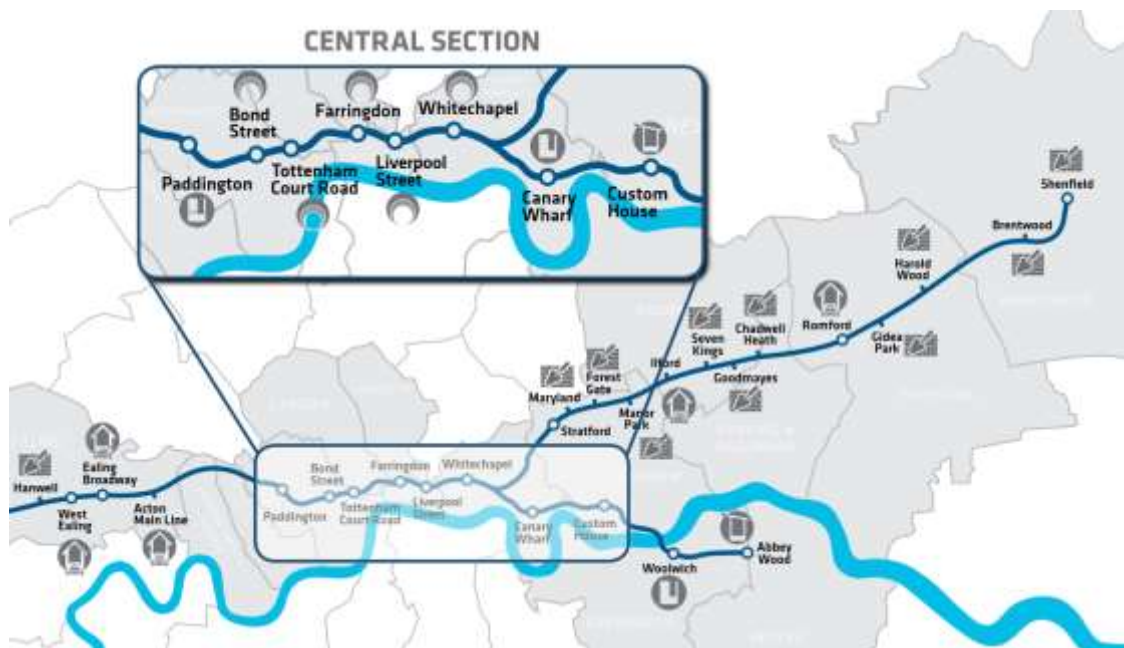 CENTRAL SECTION
Bond
Street
Farringdon
Whitechapel
Paddington
Tottenham
Court Road
Liverpool
Street
Canary
Wharf
Custom
House
Shenfield
Brentwood
Harold
Wood
Gidea
Park
Romford
Chadwell
Heath
Goodmayes
Seven
Kings
Ilford
Manor
Park
Forest
Gate
Maryland
Stratford
Hanwell
West
Ealing
Ealing
Broadway
Acton
Main Line
Paddington
Bond
Street
Tottenham
Court Road
Farringdon
Liverpool
Street
Whitechapel
Canary
Wharf
Custom
House
Woolwich
Abbey
Wood